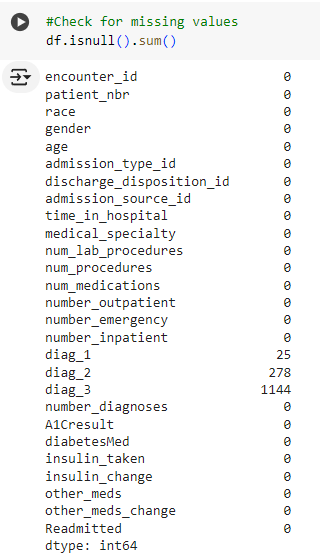 #Check for missing values
df.isnull().sum()
encounter_id 0
patient_nbr 0
race 0
gender 0
age 0
admission_type_id 0
discharge_disposition_id 0
admission_source_id 0
time_in_hospital 0
medical_specialty 0
num_lab_procedures 0
num_procedures 0
num_medications 0
number_outpatient 0
number_emergency 0
number_inpatient 0
diag_1 25
diag_2 278
diag_3 1144
number_diagnoses 0
A1Cresult 0
diabetesMed 0
insulin_taken 0
insulin_change 0
other_meds 0
other_meds_change 0
Readmitted 0
dtype: int64